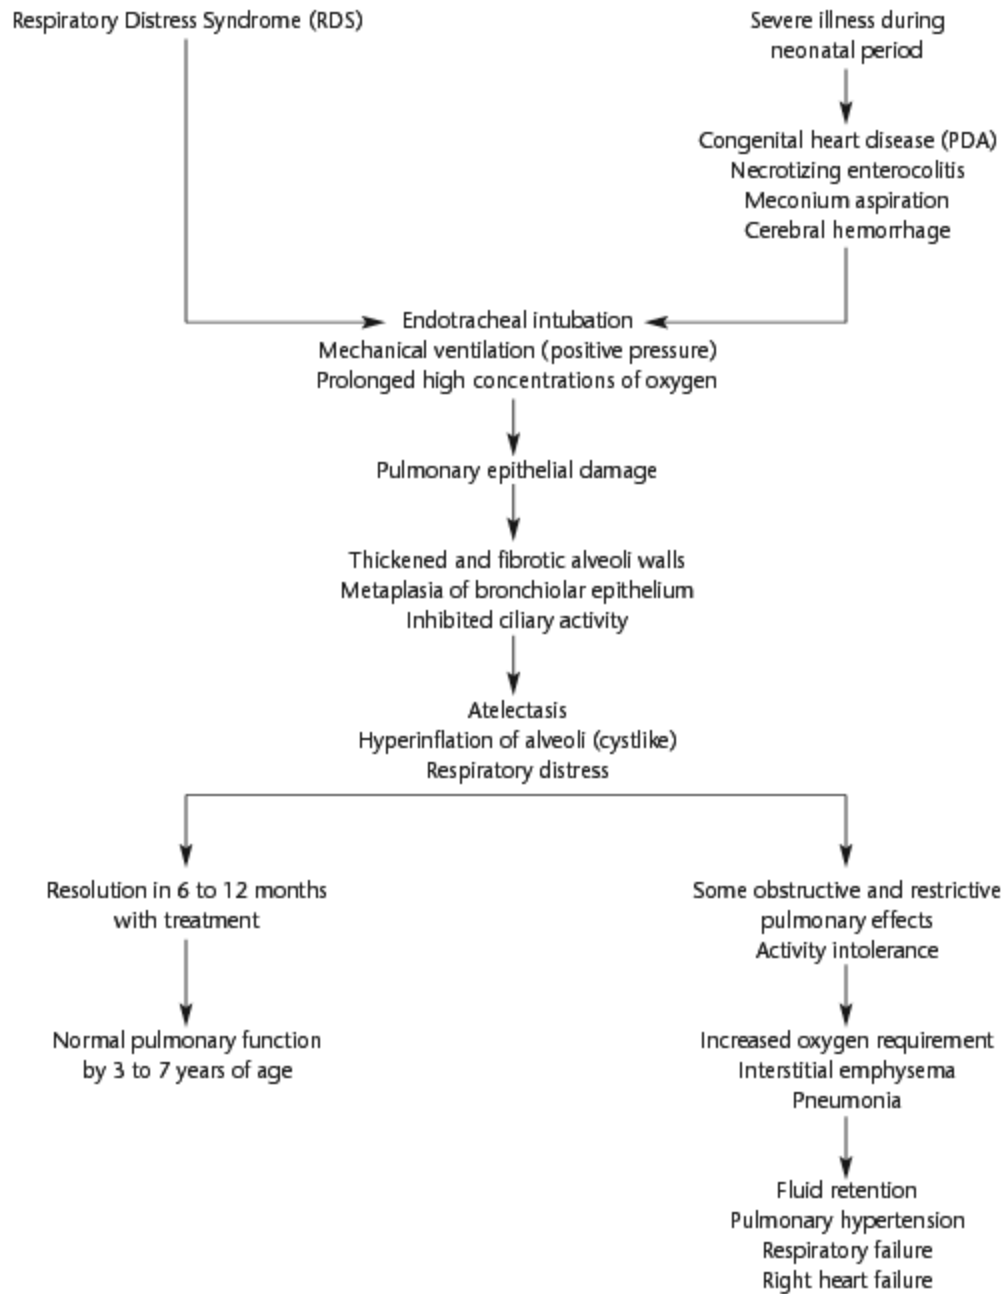 Respiratory Distress Syndrome (RDS)
Severe illness during
neonatal period
Congenital heart disease (PDA)
Necrotizing enterocolitis
Meconium aspiration
Cerebral hemorrhage
Endotracheal intubation
Mechanical ventilation (positive pressure)
Prolonged high concentrations of oxygen
Pulmonary epithelial damage
Thickened and fibrotic alveoli walls
Metaplasia of bronchiolar epithelium
Inhibited ciliary activity
Atelectasis
Hyperinflation of alveoli (cystlike)
Respiratory distress
Resolution in 6 to 12 months
with treatment
Normal pulmonary function
by 3 to 7 years of age
Some obstructive and restrictive
pulmonary effects
Activity intolerance
Increased oxygen requirement
Interstitial emphysema
Pneumonia
Fluid retention
Pulmonary hypertension
Respiratory failure
Right heart failure